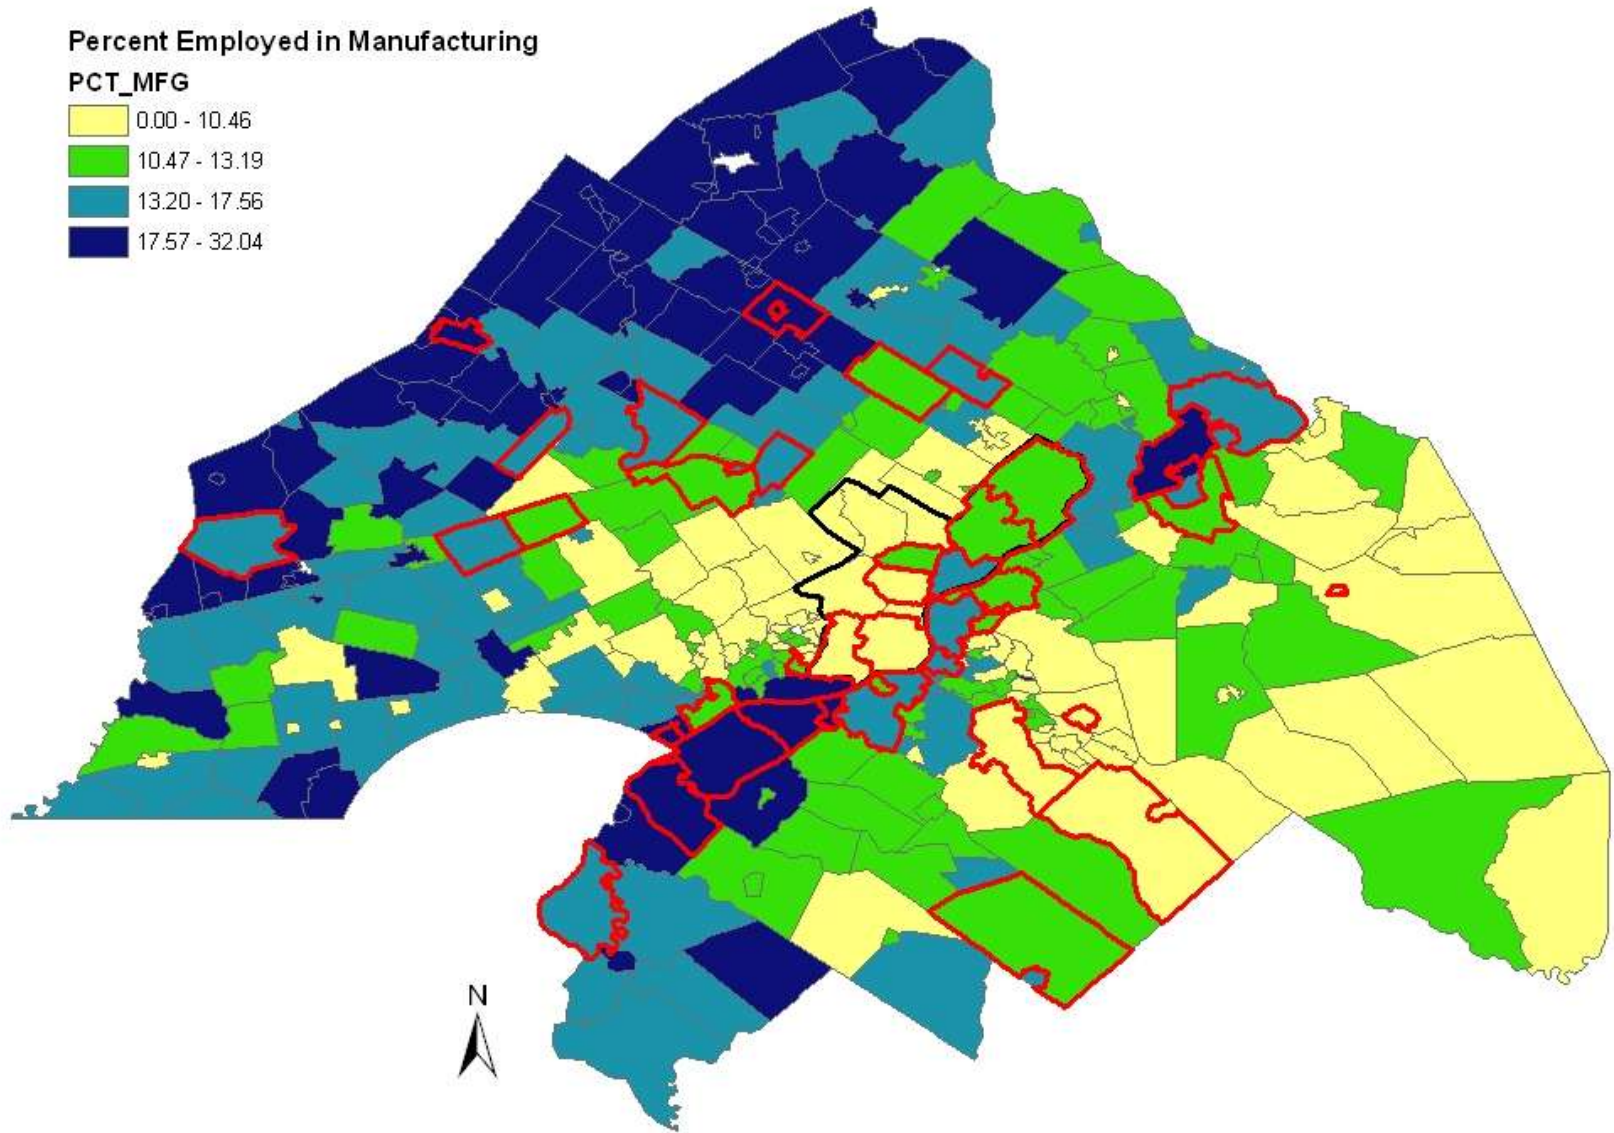 Percent Employed in Manufacturing
PCT_MFG
0.00 - 10.46
10.47 - 13.19
13.20 - 17.56
17.57 - 32.04
N